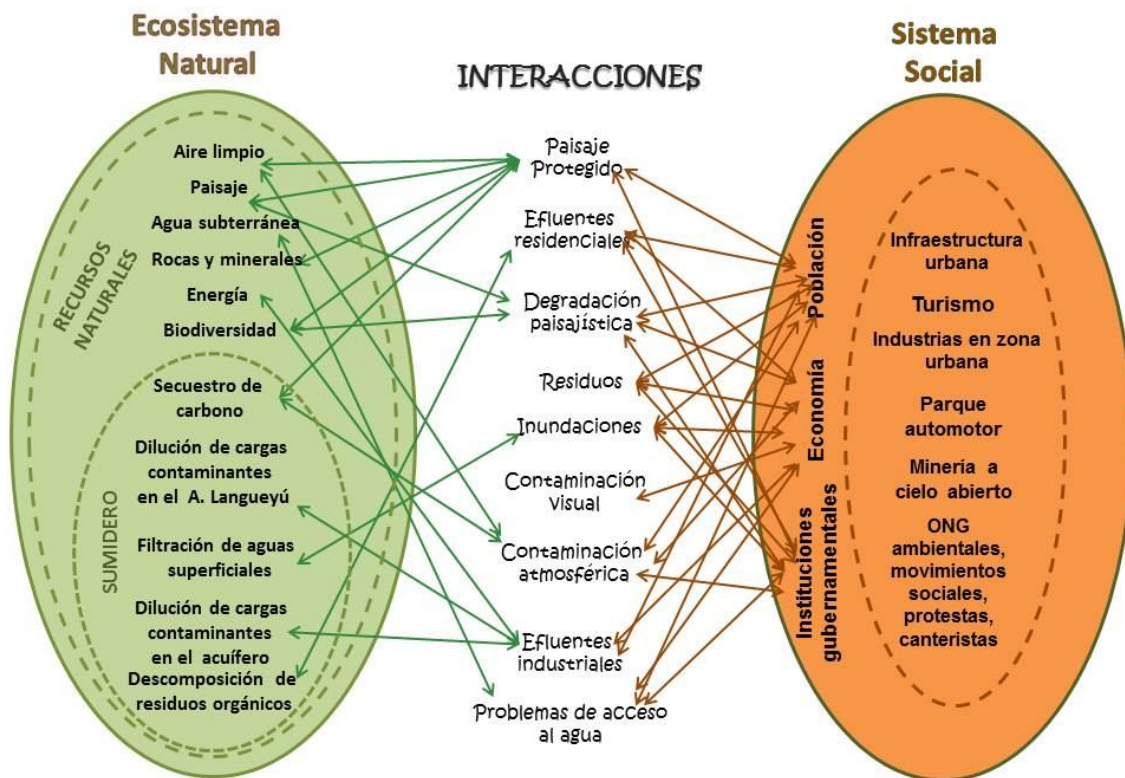 Ecosistema
Natural
RECURSOS
NATURALES
Aire limpio
Paisaje
Agua subterránea
Rocas y minerales
Energía
Biodiversidad
SUMIDERO
Secuestro de
carbono
Dilución de cargas
contaminantes
en el A. Langueyú
Filtración de aguas
superficiales
Dilución de cargas
contaminantes
en el acuífero
Descomposición de
residuos orgánicos
INTERACCIONES
Paisaje
Protegido
Efluentes
residenciales
Degradación
paisajística
Residuos
Inundaciones
Contaminación
visual
Contaminación
atmosférica
Efluentes
industriales
Problemas de acceso
al agua
Sistema
Social
Población
Economía
Instituciones
gubernamentales
Infraestructura
urbana
Turismo
Industrias en zona
urbana
Parque
automotor
Minería a
cielo abierto
ONG
ambientales,
movimientos
sociales,
protestas,
canteristas